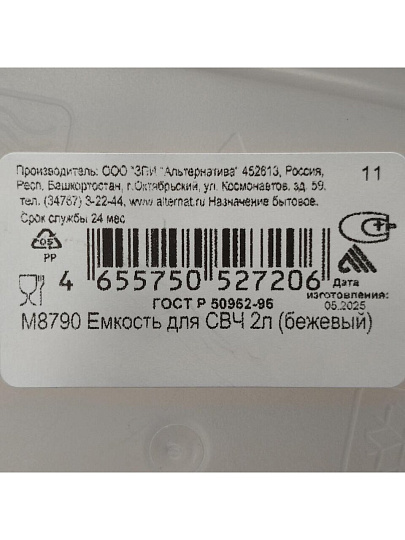 Производитель: ООО "ЗПИ "Альтернатива" 452613, Россия,
Респ. Башкортостан, г.Октябрьский, ул. Космонавтов, зд. 59.
тел. (34767) 3-22-44, www.alternat.ru Назначение бытовое.
Срок службы 24 мес
11
05
PP
4 655750 527206
Дата
изготовления:
05.2025
ГОСТ Р 50962-96
М8790 Емкость для СВЧ 2л (бежевый)